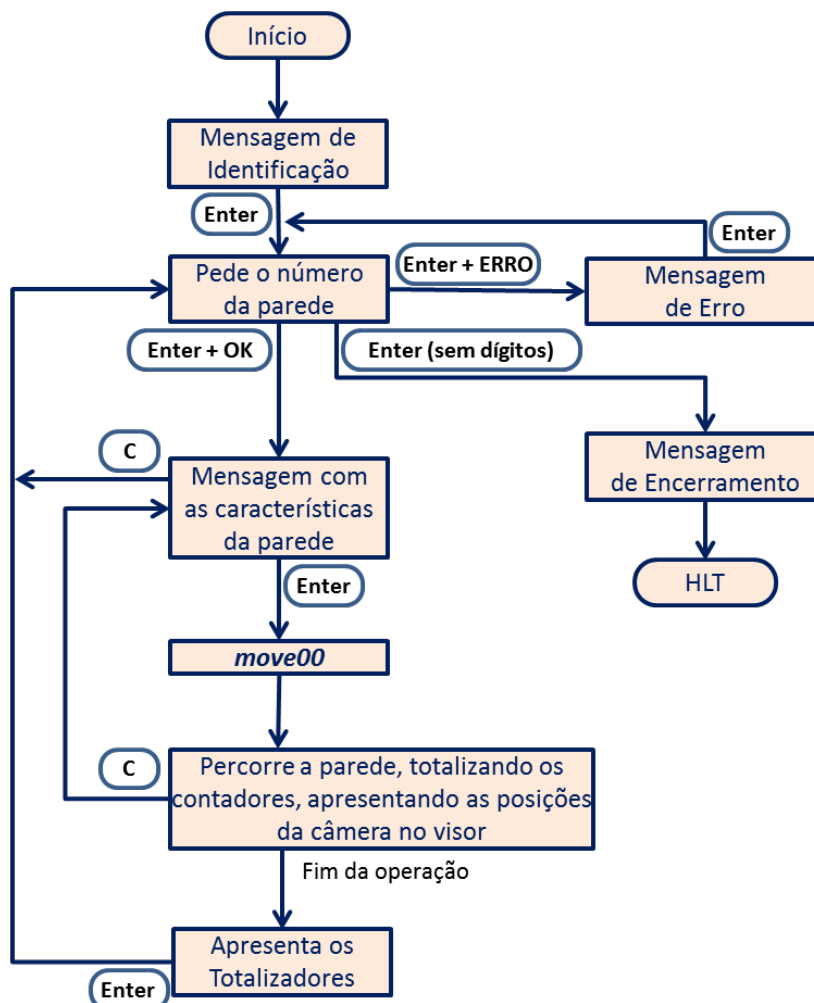 Início
Mensagem de
Identificação
Enter
Enter
Pede o número
da parede
Enter + ERRO
Mensagem
de Erro
Enter + OK
Enter (sem dígitos)
C
Mensagem com
as características
da parede
Mensagem
de Encerramento
Enter
HLT
move00
C
Percorre a parede, totalizando os
contadores, apresentando as posições
da câmera no visor
Fim da operação
Apresenta os
Totalizadores
Enter